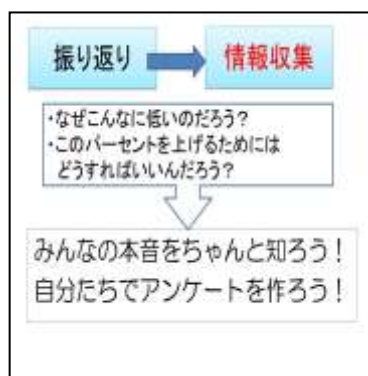 振り返り
情報収集
・なぜこんなに低いのだろう?
・このパーセントを上げるためには
どうすればいいんだろう?
みんなの本音をちゃんと知ろう!
自分たちでアンケートを作ろう!